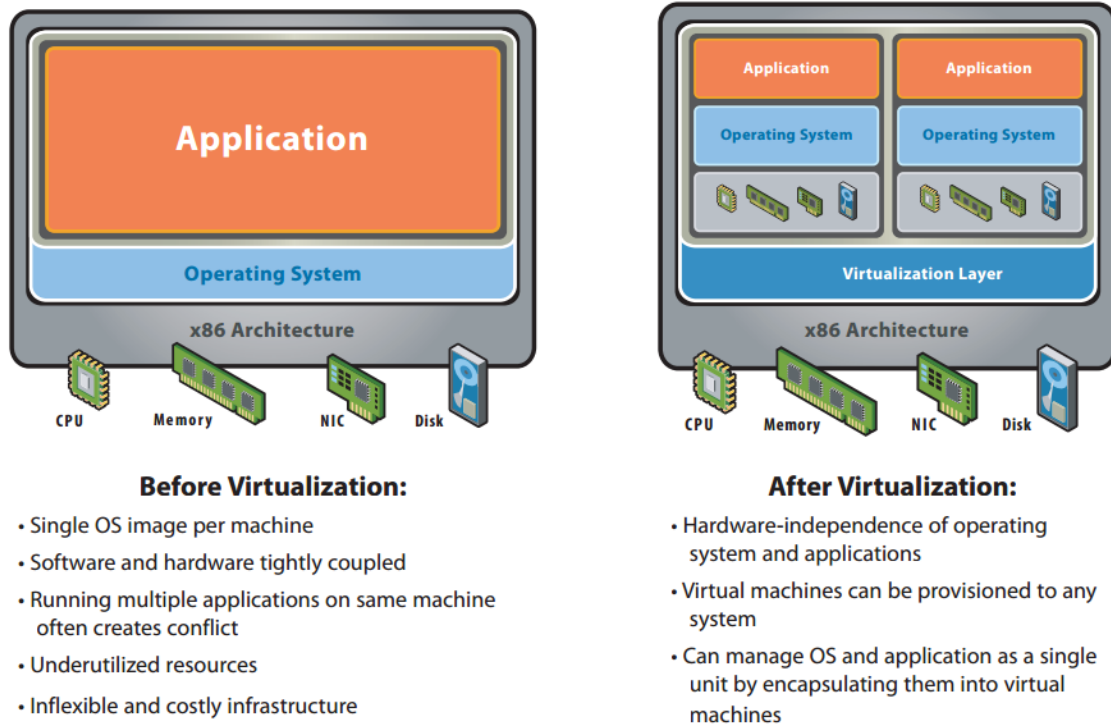 Application
Operating System
x86 Architecture
CPU
Memory
NIC
Disk
Before Virtualization:
• Single OS image per machine
• Software and hardware tightly coupled
• Running multiple applications on same machine
often creates conflict
• Underutilized resources
• Inflexible and costly infrastructure
Application Application
Operating System Operating System
Virtualization Layer
x86 Architecture
CPU
Memory
NIC
Disk
After Virtualization:
• Hardware-independence of operating
system and applications
• Virtual machines can be provisioned to any
system
• Can manage OS and application as a single
unit by encapsulating them into virtual
machines